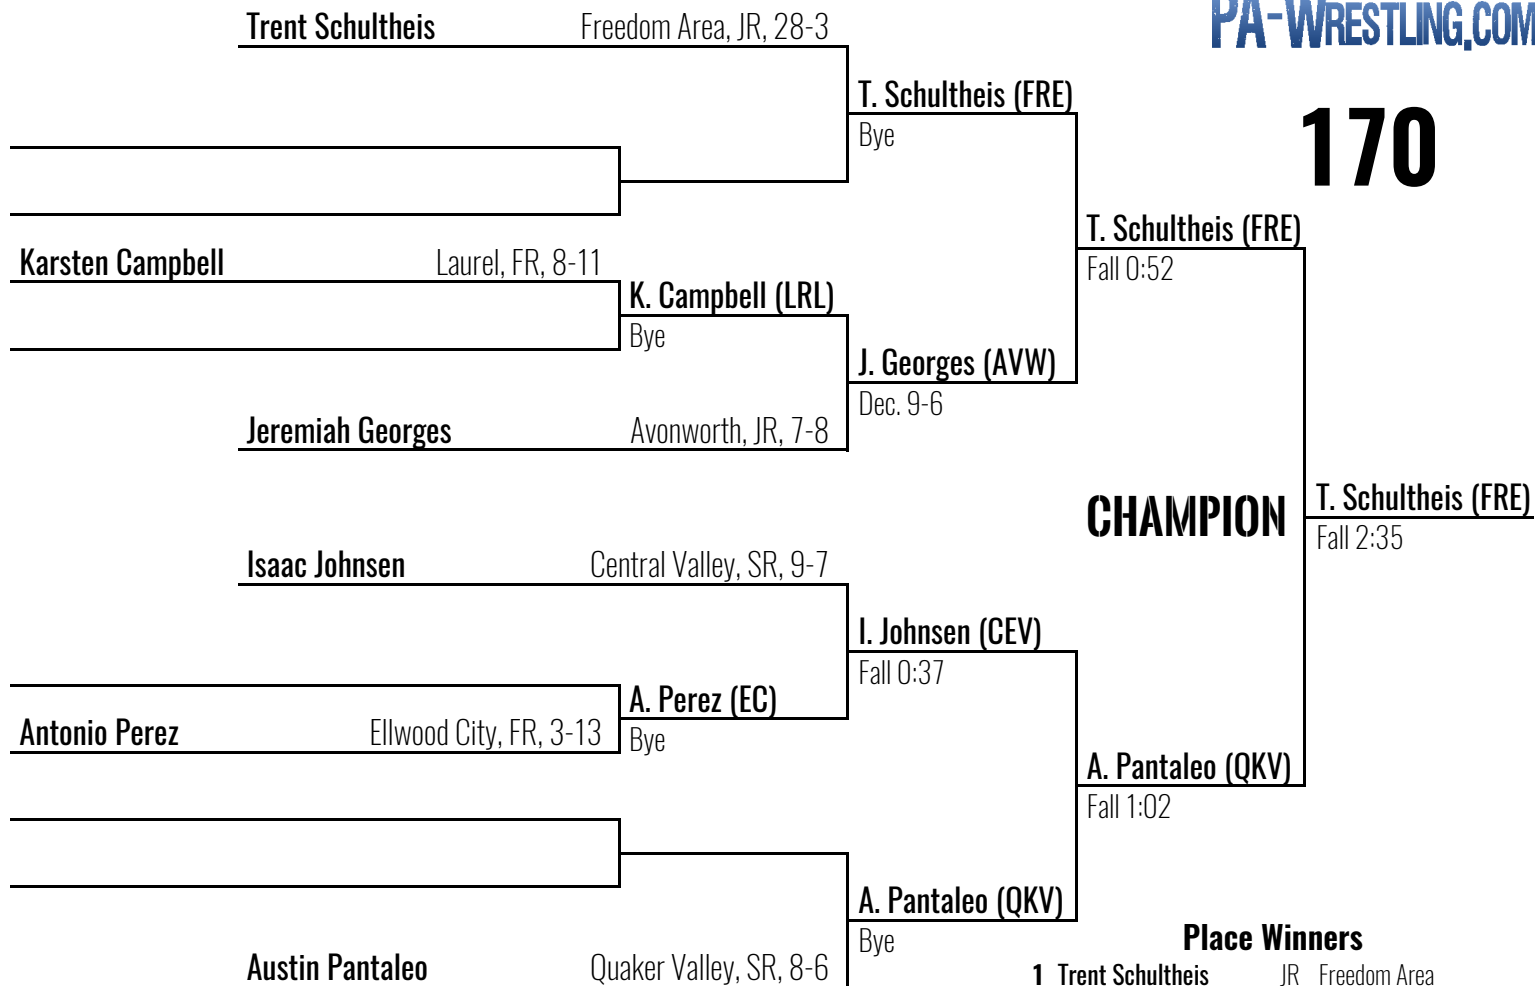 PA-WRESTLING.COM
Trent Schultheis Freedom Area, JR, 28-3
T. Schultheis (FRE)
Bye
170
T. Schultheis (FRE)
Fall 0:52
Karsten Campbell Laurel, FR, 8-11
K. Campbell (LRL)
Bye
J. Georges (AVW)
Dec. 9-6
Jeremiah Georges Avonworth, JR, 7-8
CHAMPION
T. Schultheis (FRE)
Fall 2:35
Isaac Johnsen Central Valley, SR, 9-7
I. Johnsen (CEV)
Fall 0:37
A. Perez (EC)
Bye
Antonio Perez Ellwood City, FR, 3-13
A. Pantaleo (QKV)
Fall 1:02
A. Pantaleo (QKV)
Bye
Austin Pantaleo Quaker Valley, SR, 8-6
Place Winners
1 Trent Schultheis JR Freedom Area